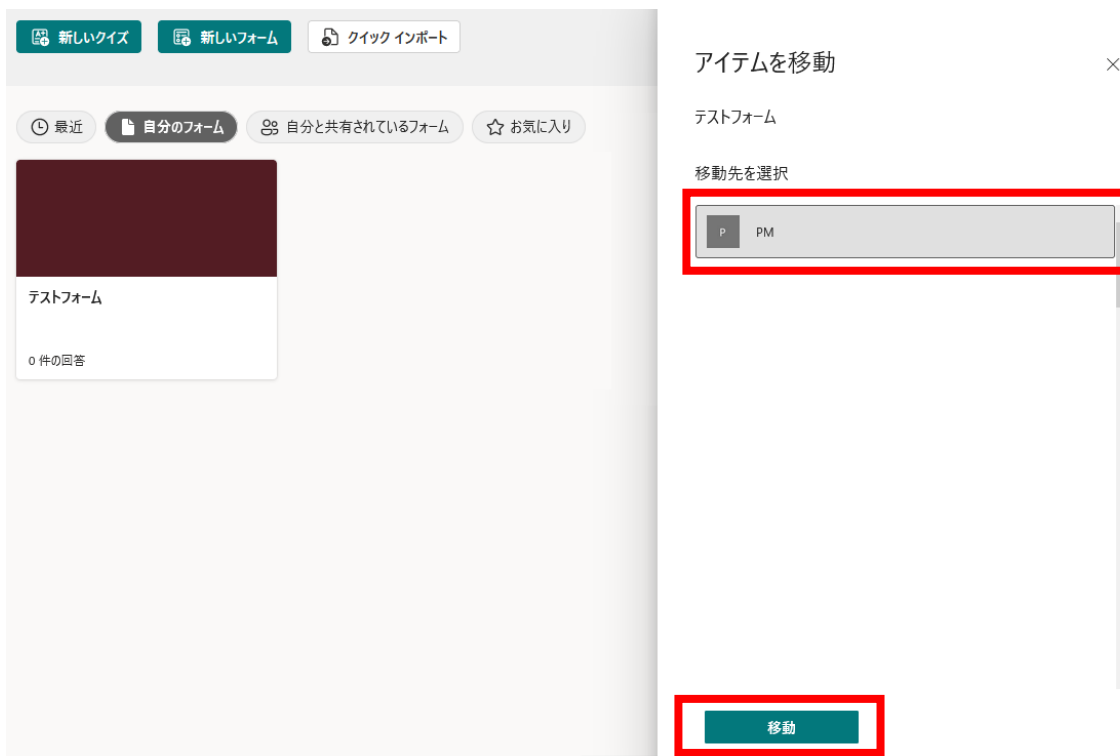 新しいクイズ
新しいフォーム
クイック インポート
最近
自分のフォーム
自分と共有されているフォーム
お気に入り
テストフォーム
0 件の回答
アイテムを移動
テストフォーム
移動先を選択
P PM
移動